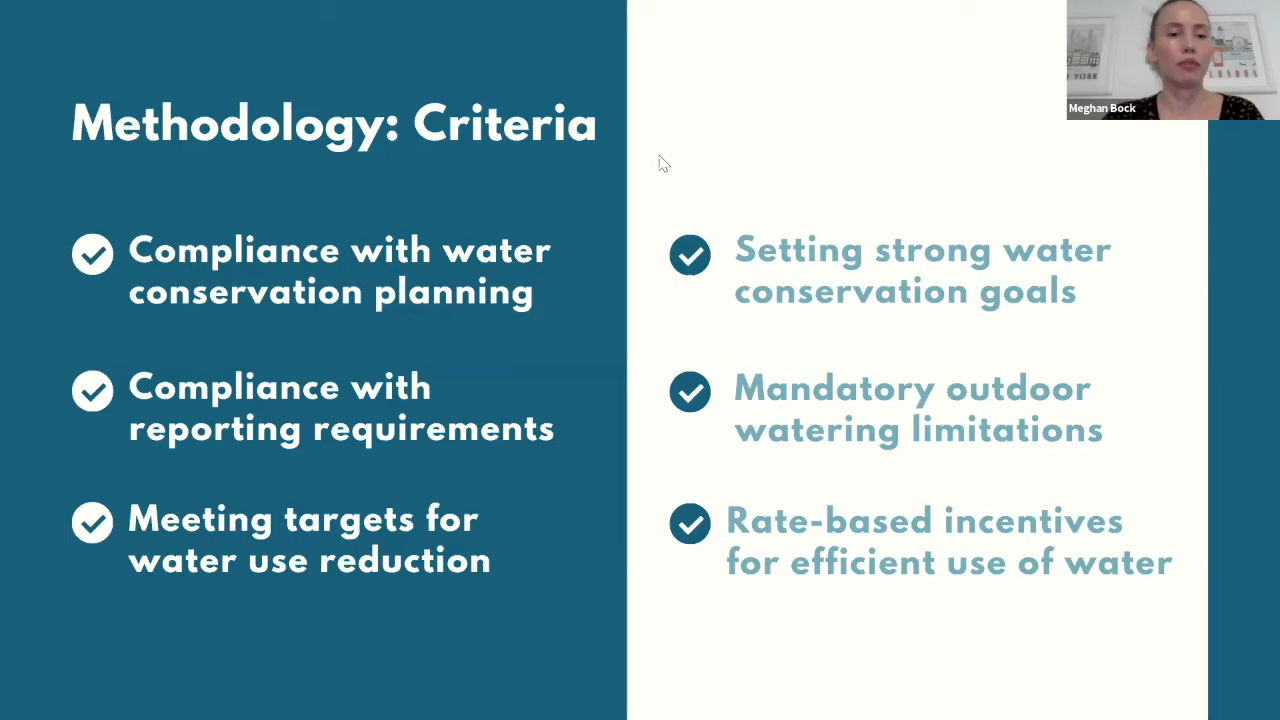 Methodology: Criteria
Compliance with water
conservation planning
Compliance with
reporting requirements
Meeting targets for
water use reduction
Setting strong water
conservation goals
Mandatory outdoor
watering limitations
Rate-based incentives
for efficient use of water
Meghan Bock
LONDON